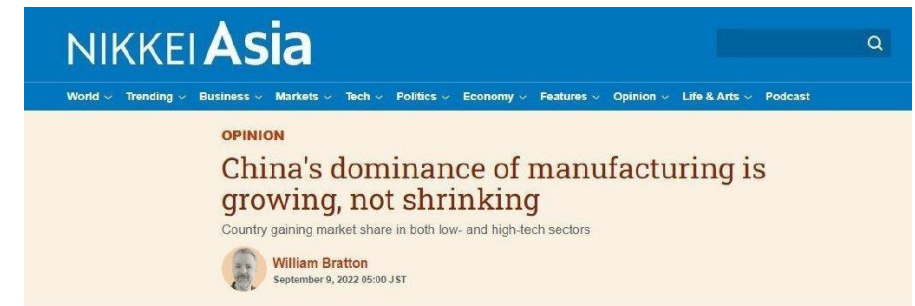 NIKKEI Asia
World Trending Business Markets Tech Politics Economy Features Opinion Life & Arts Podcast
OPINION
China's dominance of manufacturing is
growing, not shrinking
Country gaining market share in both low- and high-tech sectors
William Bratton
September 9, 2022 05:00 JST